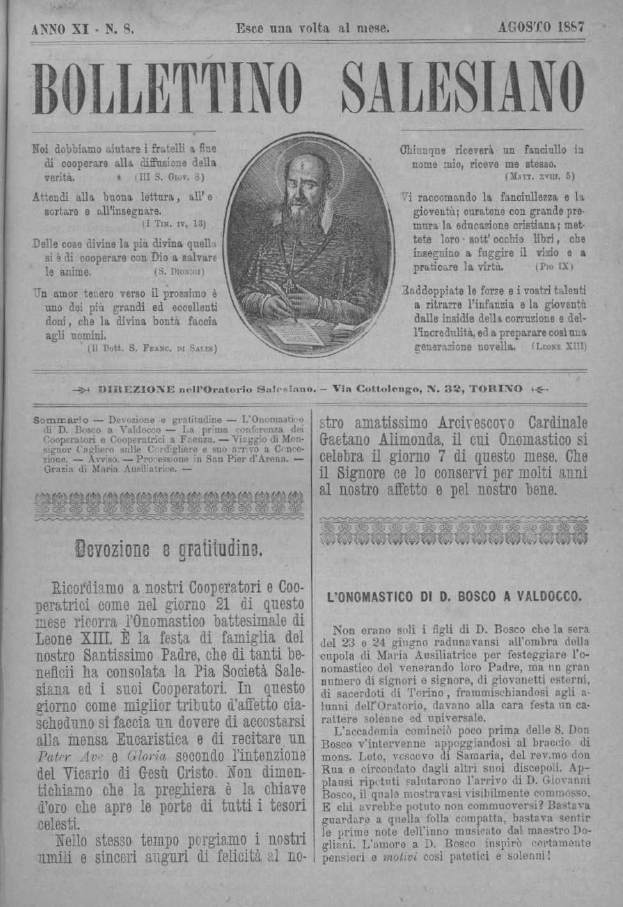 ANNO XI - N. 8.
Esce una volta al mese.
AGOSTO 1887
BOLLETTINO SALESIANO
Noi dobbiamo aiutare i fratelli a fine
di cooperare alla diffusione della
verità. (III S. GIOV. 8)
Attendi alla buona lettura, all'e
sortare e all'insegnare.
(I TIM. IV, 13)
Delle cose divine la più divina quella
si è di cooperare con Dio a salvare
le anime. (S. DIONIGI)
Un amor tenero verso il prossimo è
uno dei più grandi ed eccellenti
doni, che la divina bontà faccia
agli uomini.
(Il Dott. S. FRANC. DI SALES)
Chiunque riceverà un fanciullo in
nome mio, riceve me stesso.
(MATT. XVIII, 5)
Vi raccomando la fanciullezza e la
gioventù; curatene con grande pre-
mura la educazione cristiana; met-
tete loro sott'occhio libri, che
insegnino a fuggire il vizio e a
praticare la virtù. (PIO IX)
Raddoppiate le forze e i vostri talenti
a ritrarre l'infanzia e la gioventù
dalle insidie della corruzione e del-
l'incredulità, ed a preparare così una
generazione novella. (LEONE XIII)
DIREZIONE nell'Oratorio Salesiano. — Via Cottolengo, N. 32, TORINO
Sommario — Devozione e gratitudine — L'Onomastico
di D. Bosco a Valdocco — La prima conferenza dei
Cooperatori e Cooperatrici a Faenza. — Viaggio di Mon-
signor Cagliero sulle Cordigliere e suo arrivo a Conce-
zione. — Avviso. — Processione in San Pier d'Arena. —
Grazia di Maria Ausiliatrice. —
Devozione e gratitudine.
Ricordiamo a nostri Cooperatori e Coo-
peratrici come nel giorno 21 di questo
mese ricorra l'Onomastico battesimale di
Leone XIII. È la festa di famiglia del
nostro Santissimo Padre, che di tanti be-
neficii ha consolata la Pia Società Sale-
siana ed i suoi Cooperatori. In questo
giorno come miglior tributo d'affetto cia-
scheduno si faccia un dovere di accostarsi
alla mensa Eucaristica e di recitare un
Pater Ave e Gloria secondo l'intenzione
del Vicario di Gesù Cristo. Non dimen-
tichiamo che la preghiera è la chiave
d'oro che apre le porte di tutti i tesori
celesti.
Nello stesso tempo porgiamo i nostri
umili e sinceri auguri di felicità al no-
stro amatissimo Arcivescovo Cardinale
Gaetano Alimonda, il cui Onomastico si
celebra il giorno 7 di questo mese. Che
il Signore ce lo conservi per molti anni
al nostro affetto e pel nostro bene.
L'ONOMASTICO DI D. BOSCO A VALDOCCO.
Non erano soli i figli di D. Bosco che la sera
del 23 e 24 giugno radunavansi all'ombra della
cupola di Maria Ausiliatrice per festeggiare l'o-
nomastico del venerando loro Padre, ma un gran
numero di signori e signore, di giovanetti esterni,
di sacerdoti di Torino, frammischiandosi agli a-
lunni dell'Oratorio, davano alla cara festa un ca-
rattere solenne ed universale.
L'accademia cominciò poco prima delle 8. Don
Bosco v'intervenne appoggiandosi al braccio di
mons. Leto, vescovo di Samaria, del rev.mo don
Rua e circondato dagli altri suoi discepoli. Ap-
plausi ripetuti salutarono l'arrivo di D. Giovanni
Bosco, il quale mostravasi visibilmente commosso.
E chi avrebbe potuto non commuoversi? Bastava
guardare a quella folla compatta, bastava sentir
le prime note dell'inno musicato dal maestro Do-
gliani. L'amore a D. Bosco inspirò certamente
pensieri e motivi così patetici e solenni!